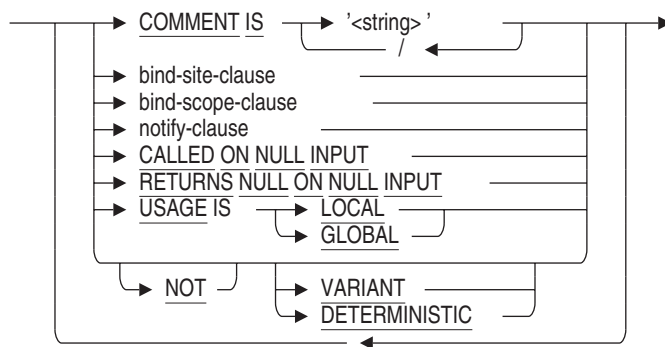 COMMENT IS '<string> '
/
bind-site-clause
bind-scope-clause
notify-clause
CALLED ON NULL INPUT
RETURNS NULL ON NULL INPUT
USAGE IS LOCAL
GLOBAL
NOT VARIANT
DETERMINISTIC